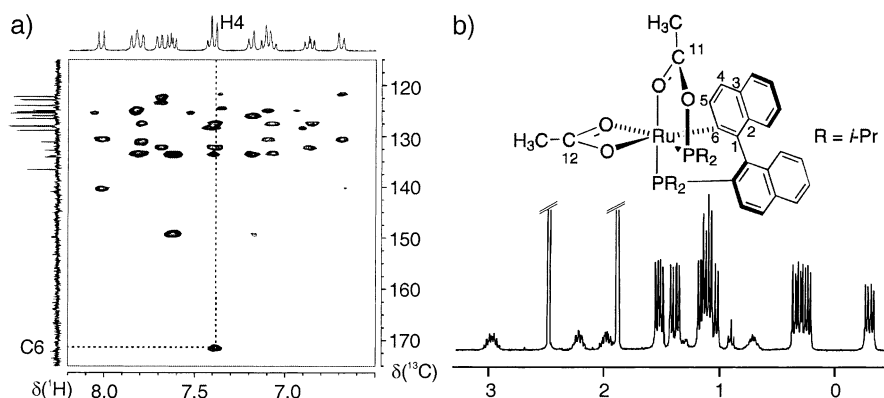 a)
H4
120
130
140
150
160
170
C6
δ(¹H)
8.0
7.5
7.0
δ(¹³C)
b)
CH₃
C
11
O
O
4
3
5
2
6
1
H₃C
12
O
O
Ru
PR₂
PR₂
R = i-Pr
3
2
1
0